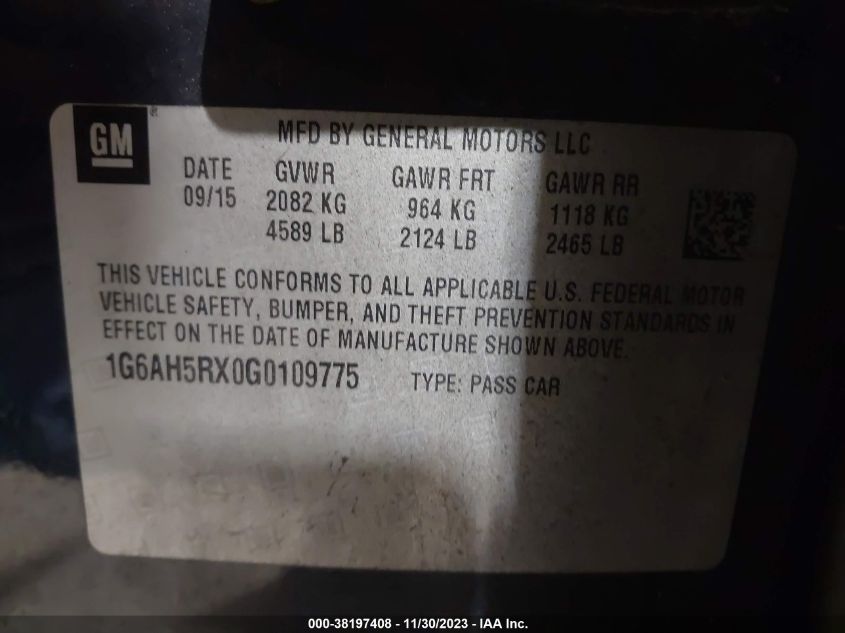 GM
MFD BY GENERAL MOTORS LLC
DATE GVWR GAWR FRT GAWR RR
09/15 2082 KG 964 KG 1118 KG
4589 LB 2124 LB 2465 LB
THIS VEHICLE CONFORMS TO ALL APPLICABLE U.S. FEDERAL MOTOR
VEHICLE SAFETY, BUMPER, AND THEFT PREVENTION STANDARDS IN
EFFECT ON THE DATE OF MANUFACTURE SHOWN ABOVE.
1G6AH5RX0G0109775 TYPE: PASS CAR
000-38197408 - 11/30/2023 - IAA Inc.